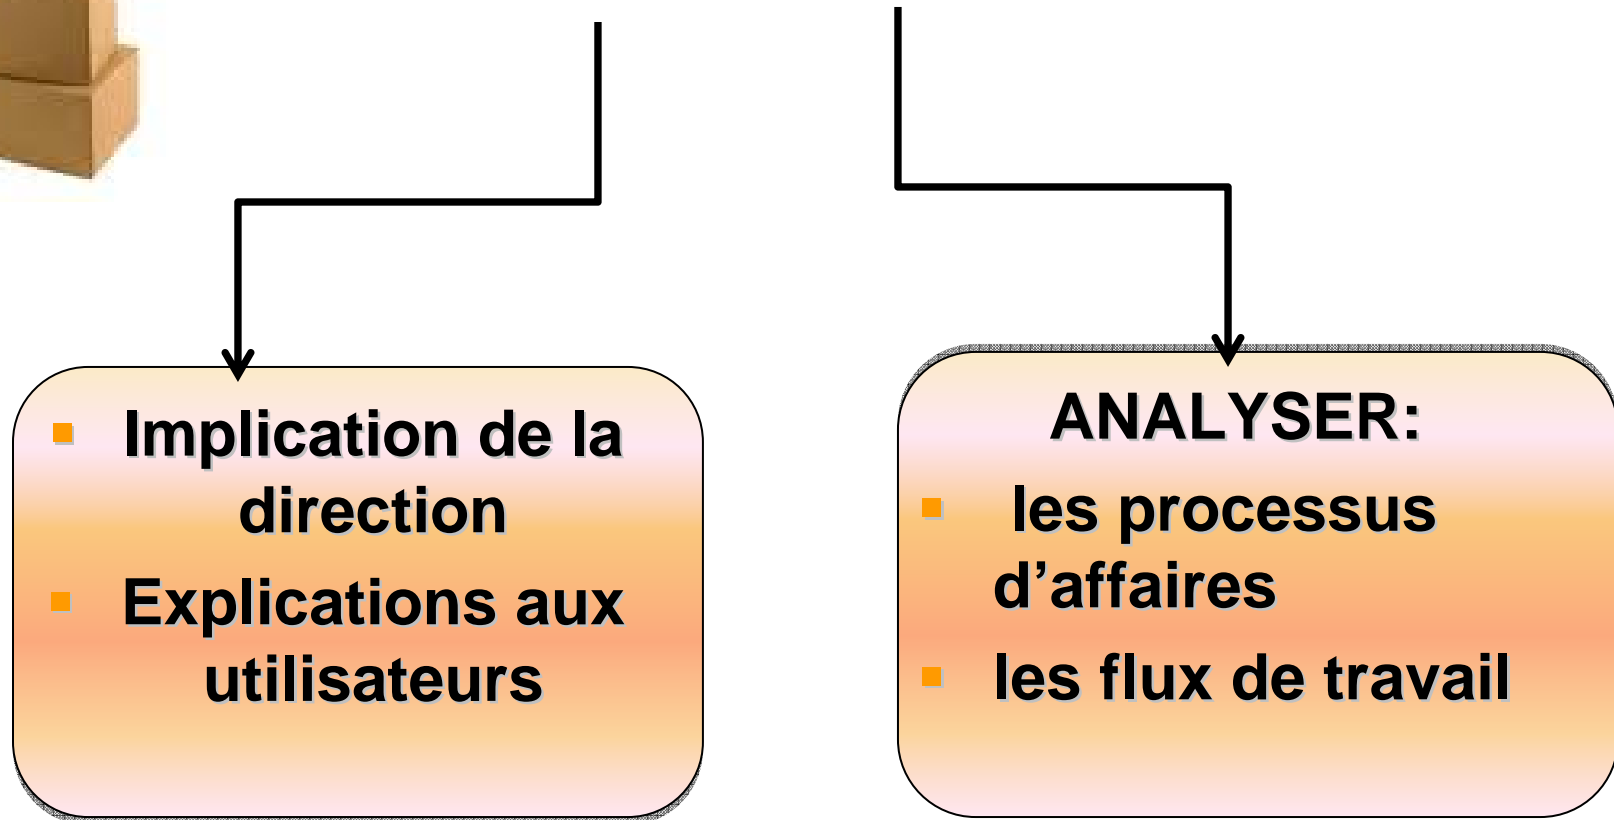 Implication de la
direction
Explications aux
utilisateurs
ANALYSER:
les processus
d’affaires
les flux de travail